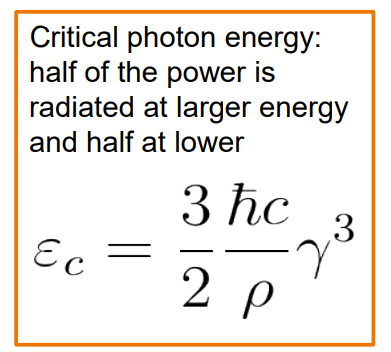 Critical photon energy:
half of the power is
radiated at larger energy
and half at lower
ε_c = 3/2 ħc/ρ γ³